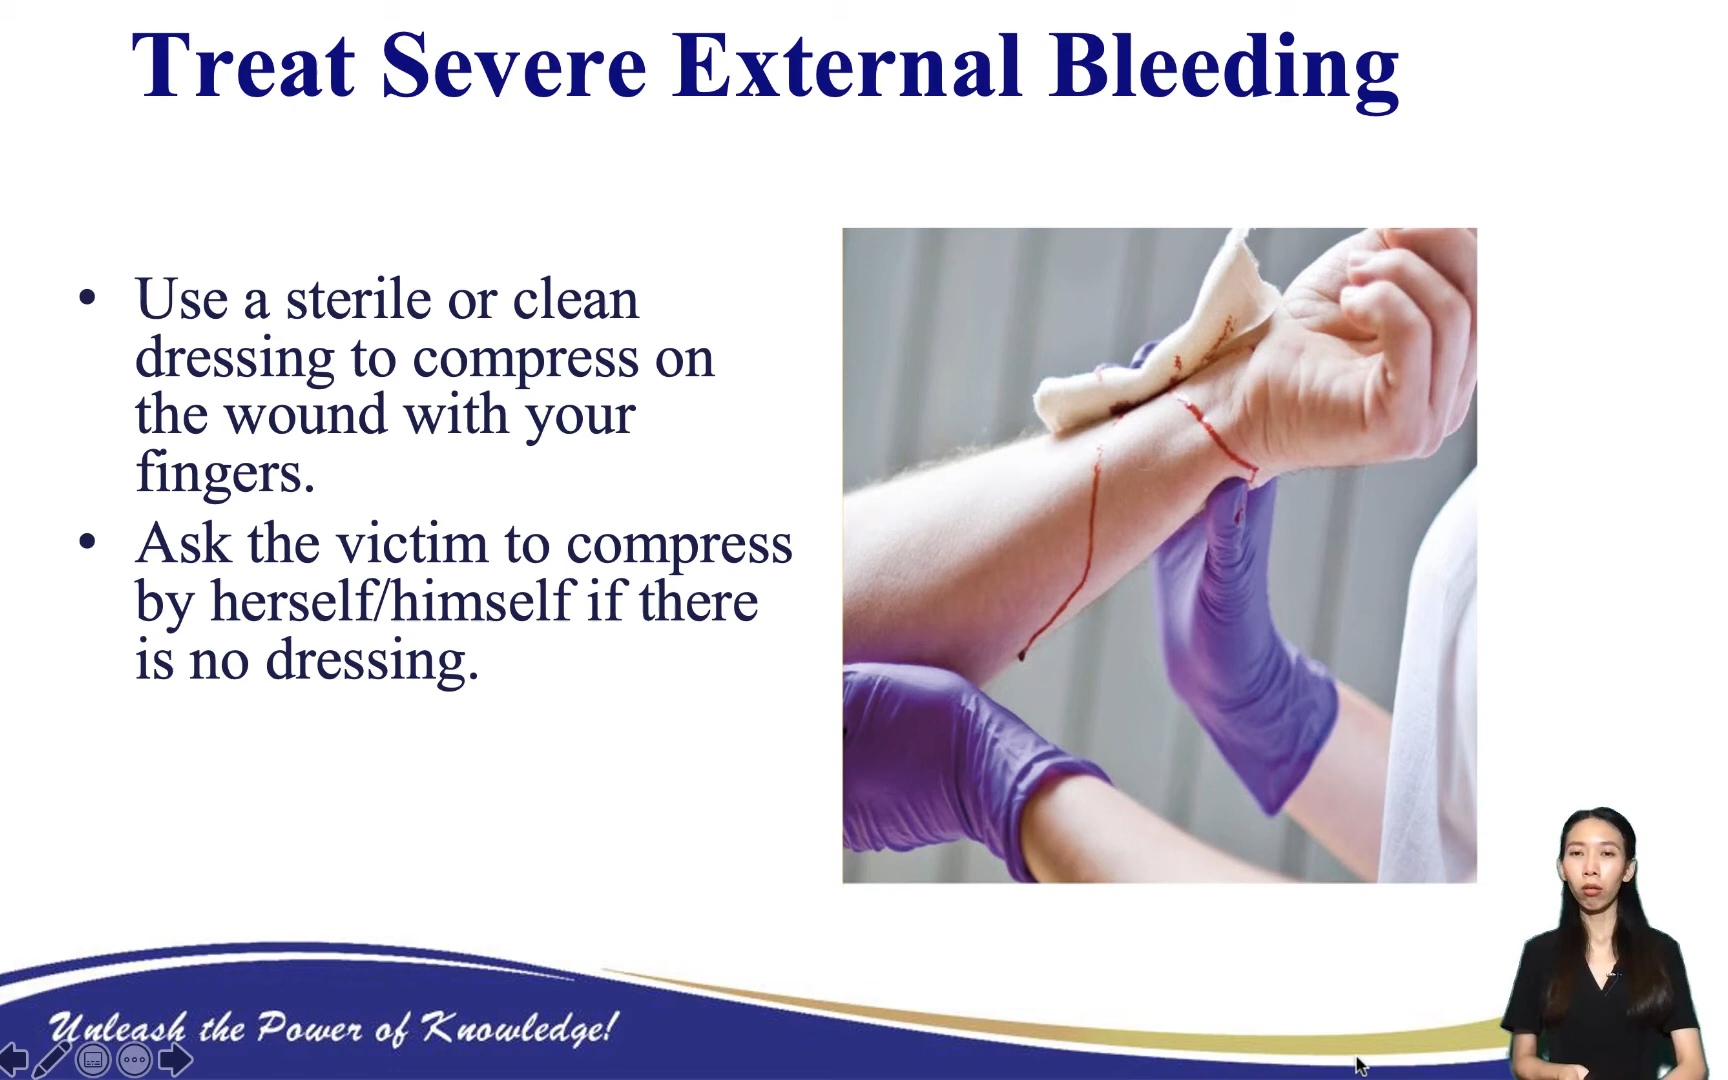 Treat Severe External Bleeding
• Use a sterile or clean
dressing to compress on
the wound with your
fingers.
• Ask the victim to compress
by herself/himself if there
is no dressing.
Unleash the Power of Knowledge!